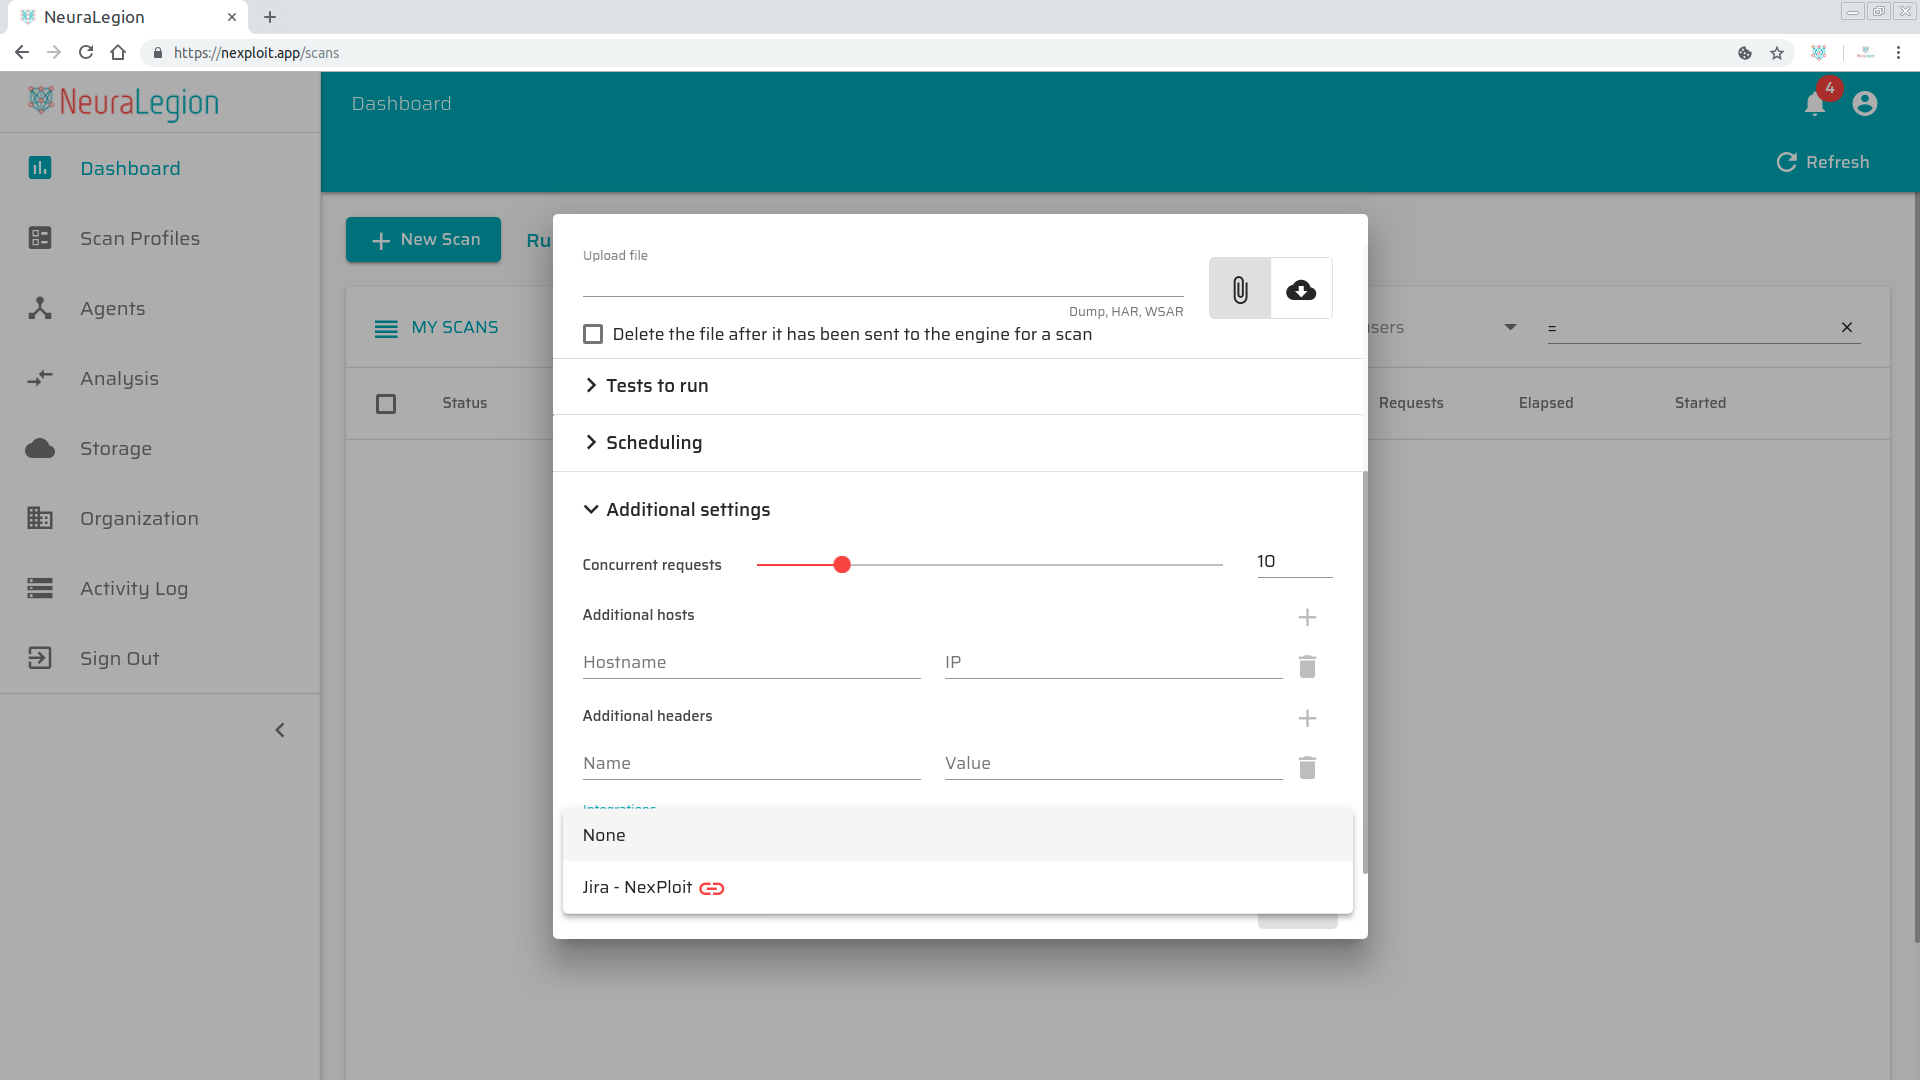 NeuraLegion
https://nexploit.app/scans
NeuraLegion
Dashboard
4
Refresh
Dashboard
Scan Profiles
Agents
Analysis
Storage
Organization
Activity Log
Sign Out
New Scan
Ru
MY SCANS
users
=
Status
Requests
Elapsed
Started
Upload file
Dump, HAR, WSAR
Delete the file after it has been sent to the engine for a scan
Tests to run
Scheduling
Additional settings
Concurrent requests
10
Additional hosts
Hostname
IP
Additional headers
Name
Value
Integrations
None
Jira - NexPloit